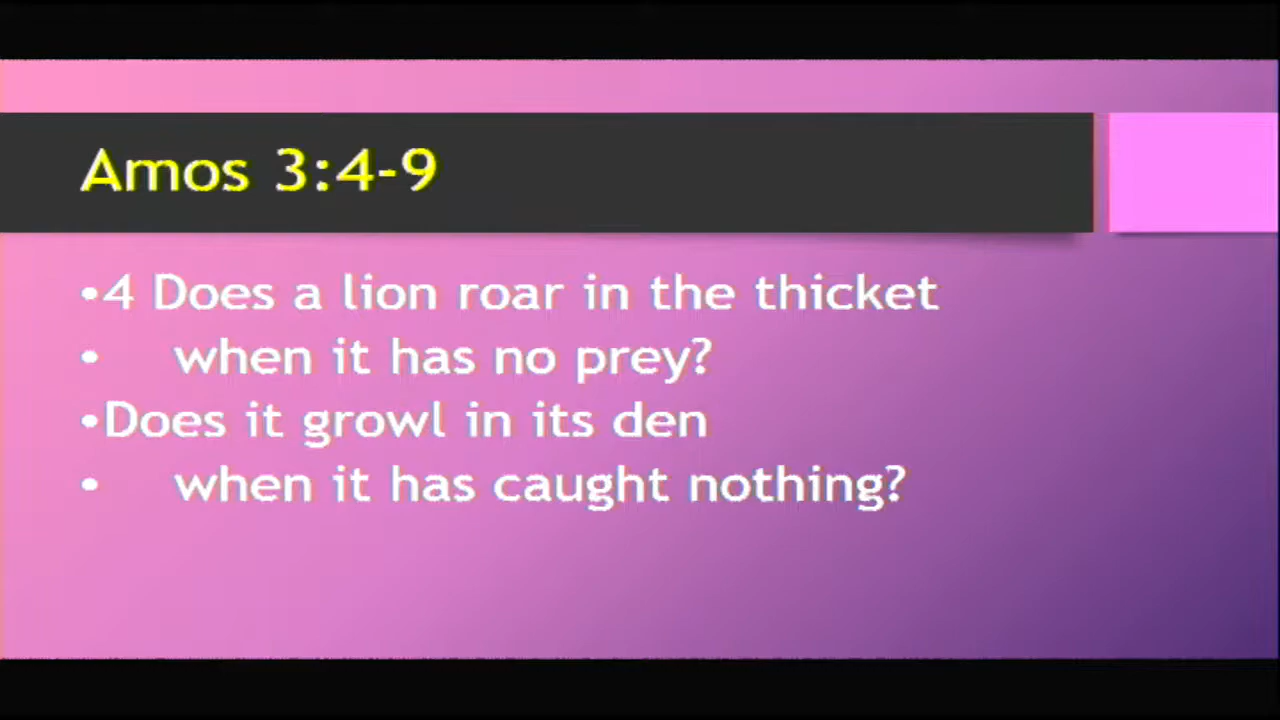 Amos 3:4-9
•4 Does a lion roar in the thicket
• when it has no prey?
•Does it growl in its den
• when it has caught nothing?